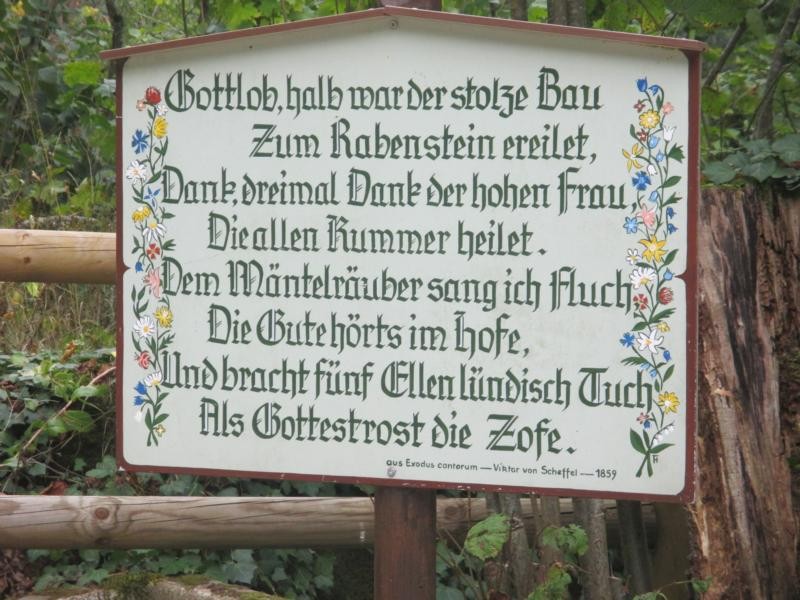 Gottlob, halb war der stolze Bau
Zum Rabenstein ereilet,
Dank, dreimal Dank der hohen Frau,
Die allen Kummer heilet.
Dem Mäntelräuber sang ich Fluch
Die Gute hörts im Hofe,
Und bracht fünf Ellen lündisch Tuch
Als Gottestrost die Zofe.
aus Exodus cantorum — Viktor von Scheffel — 1859